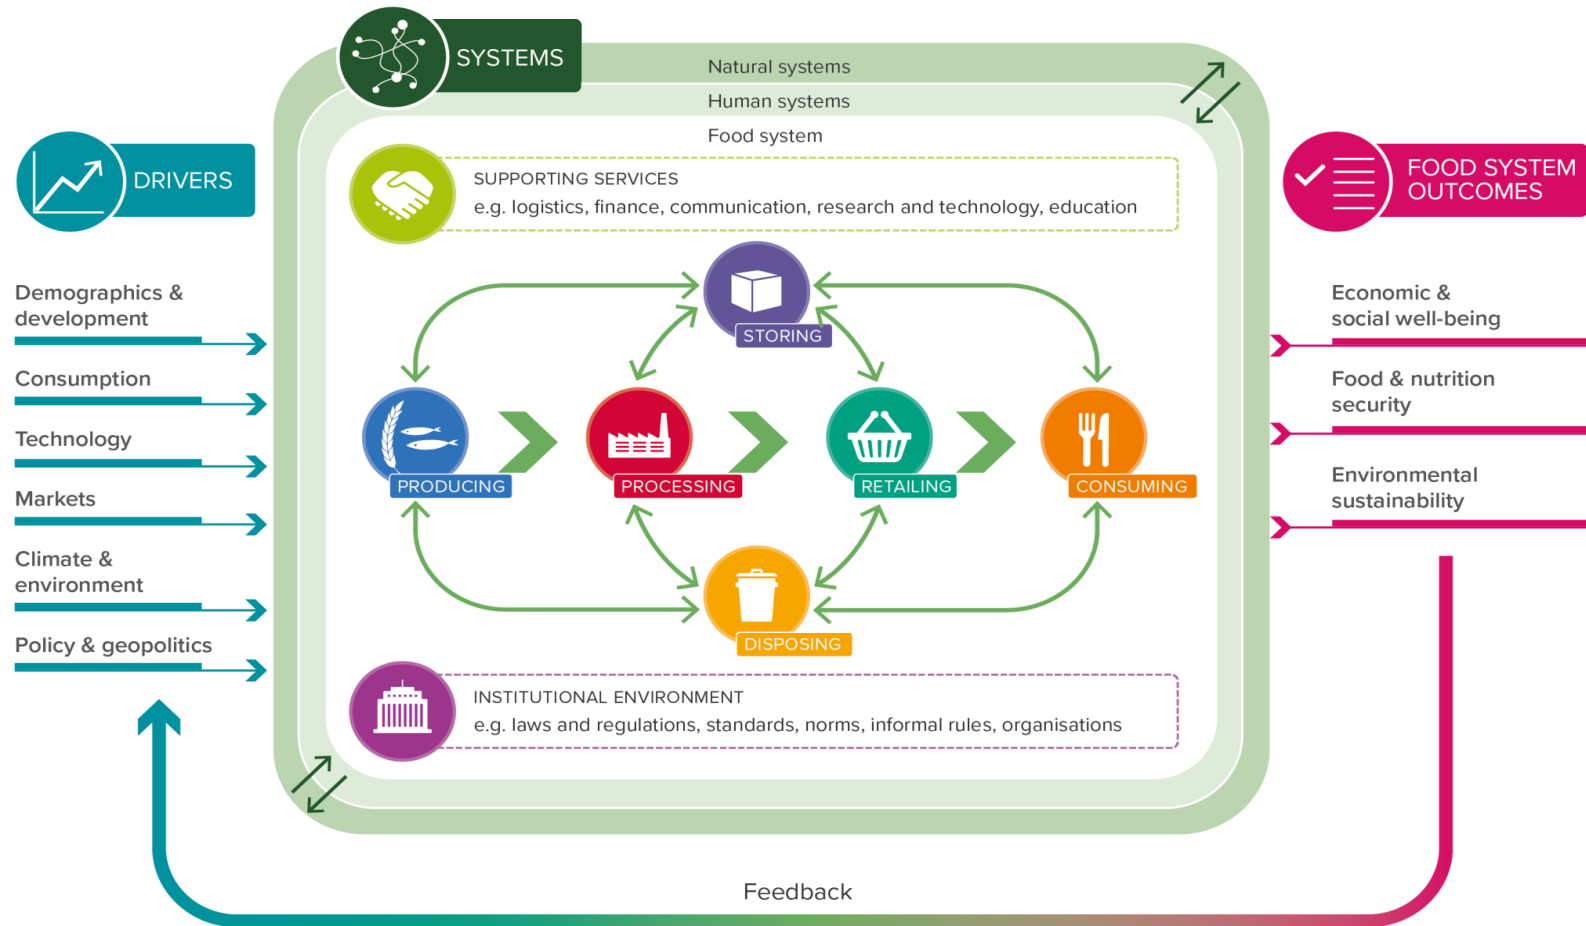 SYSTEMS
Natural systems
Human systems
Food system
DRIVERS
Demographics &
development
Consumption
Technology
Markets
Climate &
environment
Policy & geopolitics
SUPPORTING SERVICES
e.g. logistics, finance, communication, research and technology, education
STORING
PRODUCING
PROCESSING
RETAILING
CONSUMING
DISPOSING
INSTITUTIONAL ENVIRONMENT
e.g. laws and regulations, standards, norms, informal rules, organisations
FOOD SYSTEM
OUTCOMES
Economic &
social well-being
Food & nutrition
security
Environmental
sustainability
Feedback